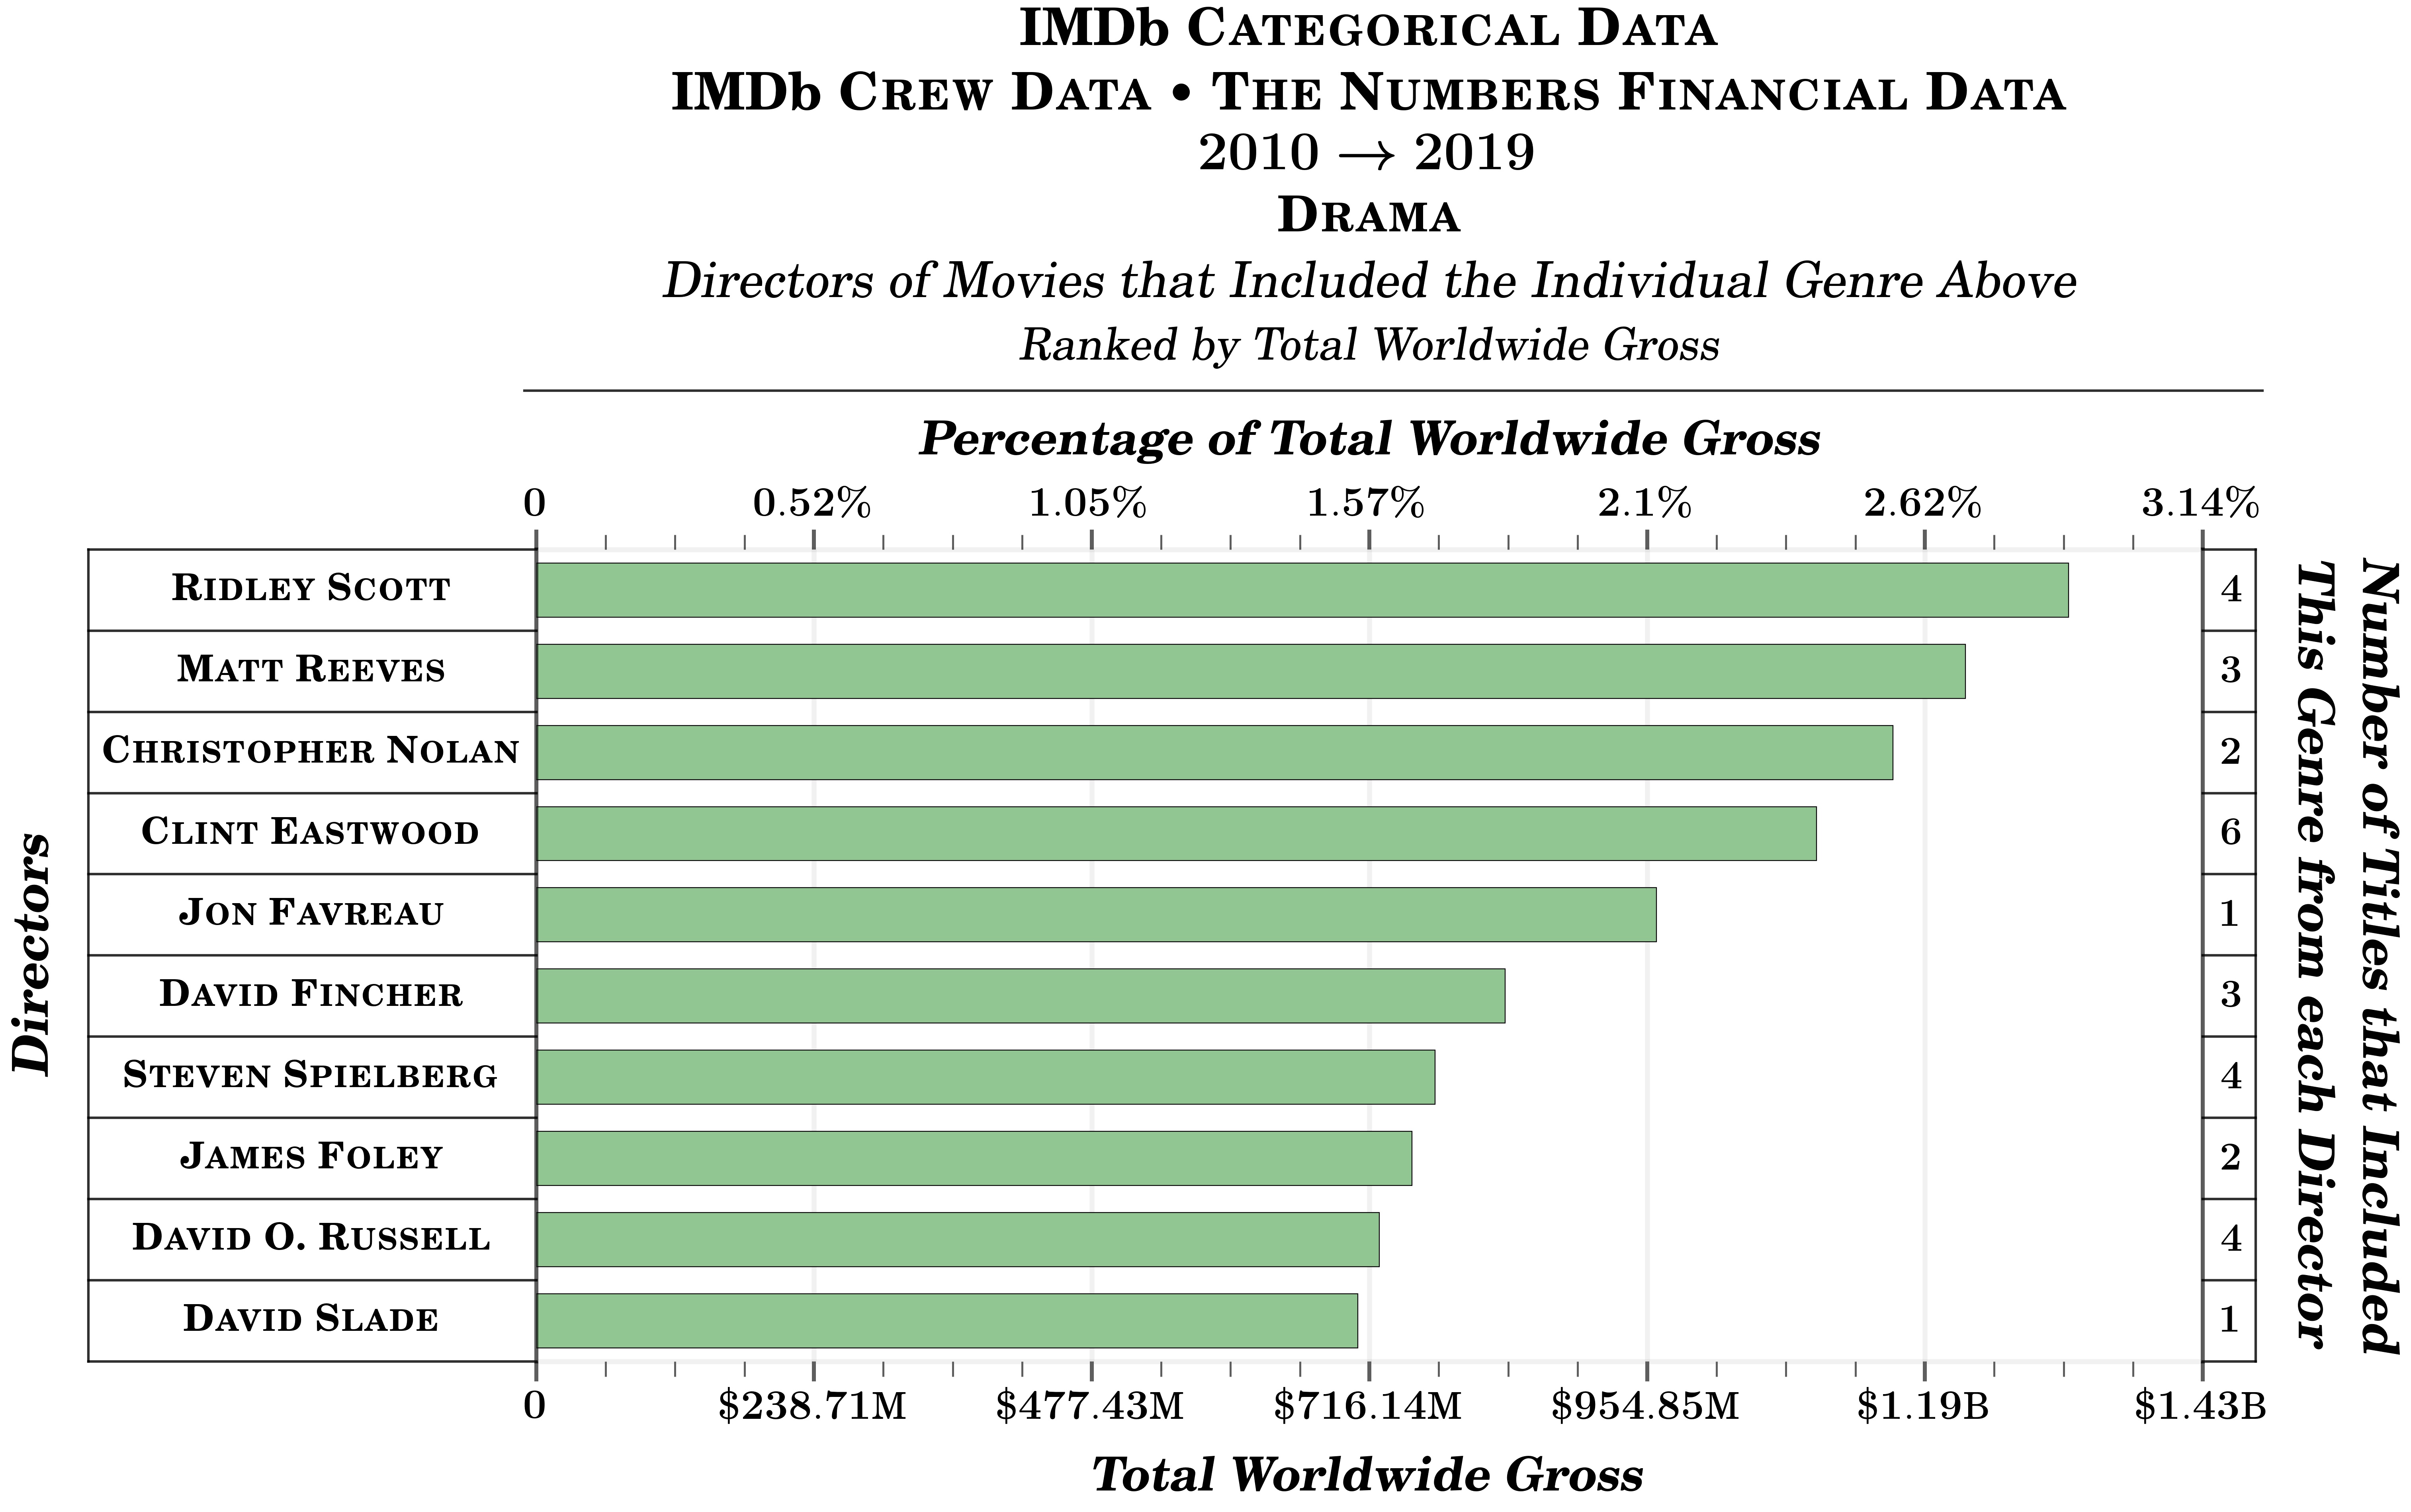 IMDb Categorical Data
IMDb Crew Data • The Numbers Financial Data
2010 → 2019
Drama
Directors of Movies that Included the Individual Genre Above
Ranked by Total Worldwide Gross
Percentage of Total Worldwide Gross
0 0.52% 1.05% 1.57% 2.1% 2.62% 3.14%
Ridley Scott 4
Matt Reeves 3
Christopher Nolan 2
Clint Eastwood 6
Jon Favreau 1
David Fincher 3
Steven Spielberg 4
James Foley 2
David O. Russell 4
David Slade 1
0 $238.71M $477.43M $716.14M $954.85M $1.19B $1.43B
Total Worldwide Gross
Directors
Number of Titles that Included
This Genre from each Director